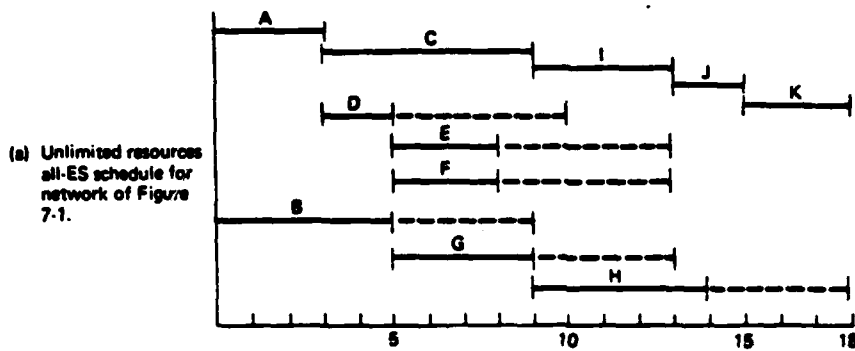 A
C
I
J
K
D
E
(a) Unlimited resources
all-ES schedule for
network of Figure
7-1.
F
B
G
H
5 10 15 18